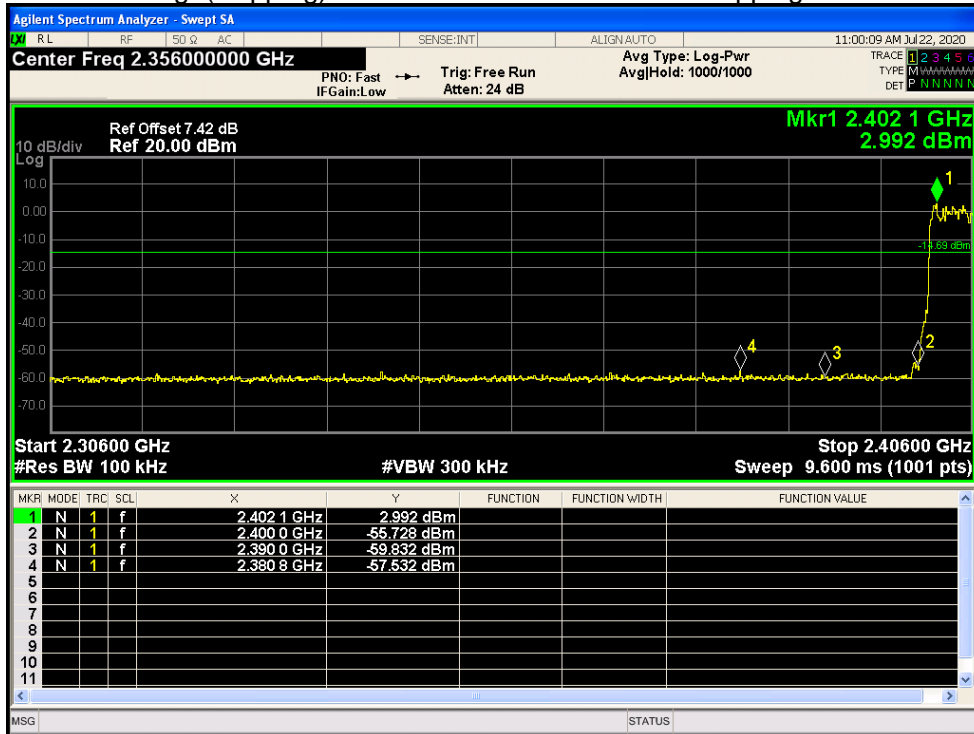 Agilent Spectrum Analyzer - Swept SA
LXI RL RF 50 Ω AC SENSE:INT ALIGN AUTO 11:00:09 AM Jul 22, 2020
Center Freq 2.356000000 GHz
PNO: Fast
IFGain:Low
Trig: Free Run
Atten: 24 dB
Avg Type: Log-Pwr
Avg|Hold: 1000/1000
TRACE 1 2 3 4 5 6
TYPE M
DET P N N N N N
Mkr1 2.402 1 GHz
2.992 dBm
Ref Offset 7.42 dB
10 dB/div Ref 20.00 dBm
Log
10.0
0.00
-10.0
-20.0
-30.0
-40.0
-50.0
-60.0
-70.0
1
-14.69 dBm
4
3
2
Start 2.30600 GHz Stop 2.40600 GHz
#Res BW 100 kHz #VBW 300 kHz Sweep 9.600 ms (1001 pts)
MKR MODE TRC SCL X Y FUNCTION FUNCTION WIDTH FUNCTION VALUE
1 N 1 f 2.402 1 GHz 2.992 dBm
2 N 1 f 2.400 0 GHz -55.728 dBm
3 N 1 f 2.390 0 GHz -59.832 dBm
4 N 1 f 2.380 8 GHz -57.532 dBm
5
6
7
8
9
10
11
MSG STATUS